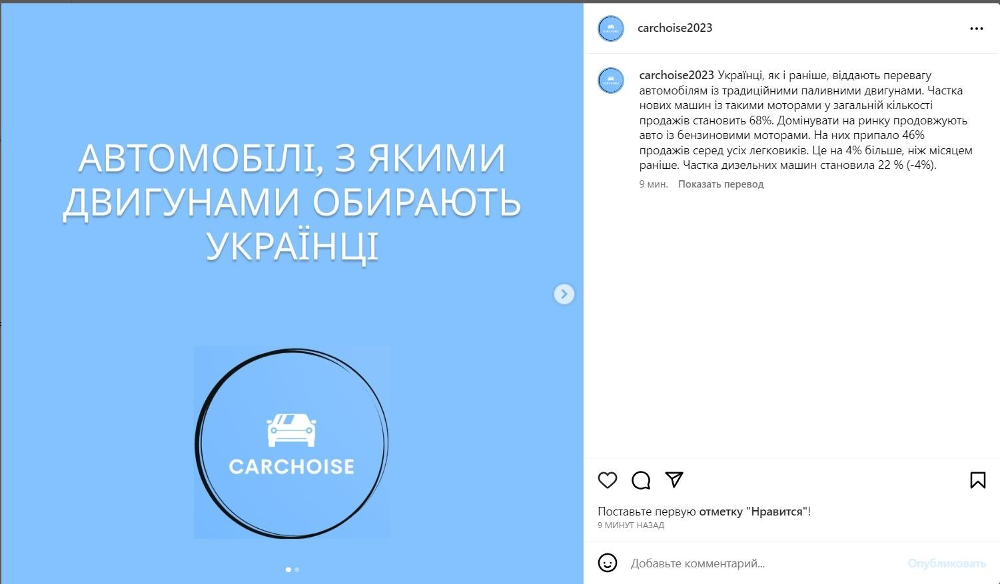 АВТОМОБІЛІ, З ЯКИМИ
ДВИГУНАМИ ОБИРАЮТЬ
УКРАЇНЦІ
CARCHOISE
carchoise2023
carchoise2023 Українці, як і раніше, віддають перевагу
автомобілям із традиційними паливними двигунами. Частка
нових машин із такими моторами у загальній кількості
продажів становить 68%. Домінувати на ринку продовжують
авто із бензиновими моторами. На них припало 46%
продажів серед усіх легковиків. Це на 4% більше, ніж місяцем
раніше. Частка дизельних машин становила 22 % (-4%).
9 мин. Показать перевод
Поставьте первую отметку "Нравится"!
9 МИНУТ НАЗАД
Добавьте комментарий... Опубликовать